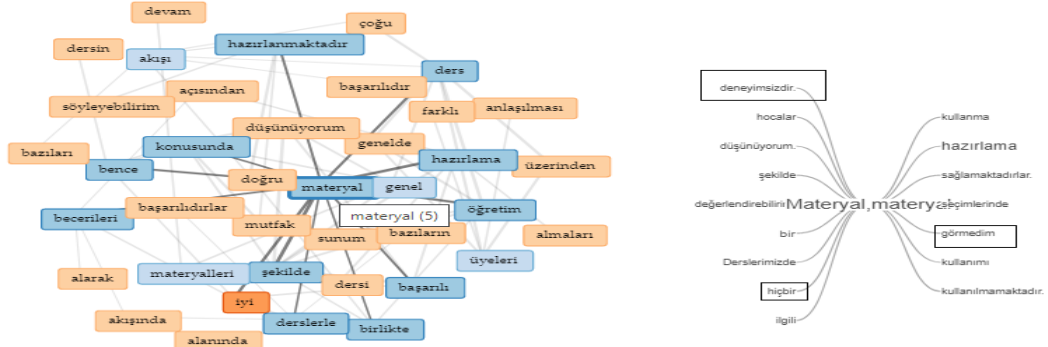 devam
çoğu
hazırlanmaktadır
dersin
akışı
ders
açısından
başarılıdır
söyleyebilirim
farklı
anlaşılması
düşünüyorum
konusunda
genelde
bazıları
bence
hazırlama
üzerinden
doğru
materyal
genel
becerileri
başarılıdırlar
materyal (5)
öğretim
mutfak
sunum
bazıların
almaları
üyeleri
alarak
materyalleri
şekilde
dersi
başarılı
iyi
akışında
derslerle
birlikte
alanında
deneyimsizdir.
hocalar
düşünüyorum.
şekilde
değerlendirebiliri
bir
Derslerimizde
hiçbir
ilgili
Materyal,materya
kullanma
hazırlama
sağlamaktadırlar.
seçimlerinde
görmedim
kullanımı
kullanılmamaktadır.